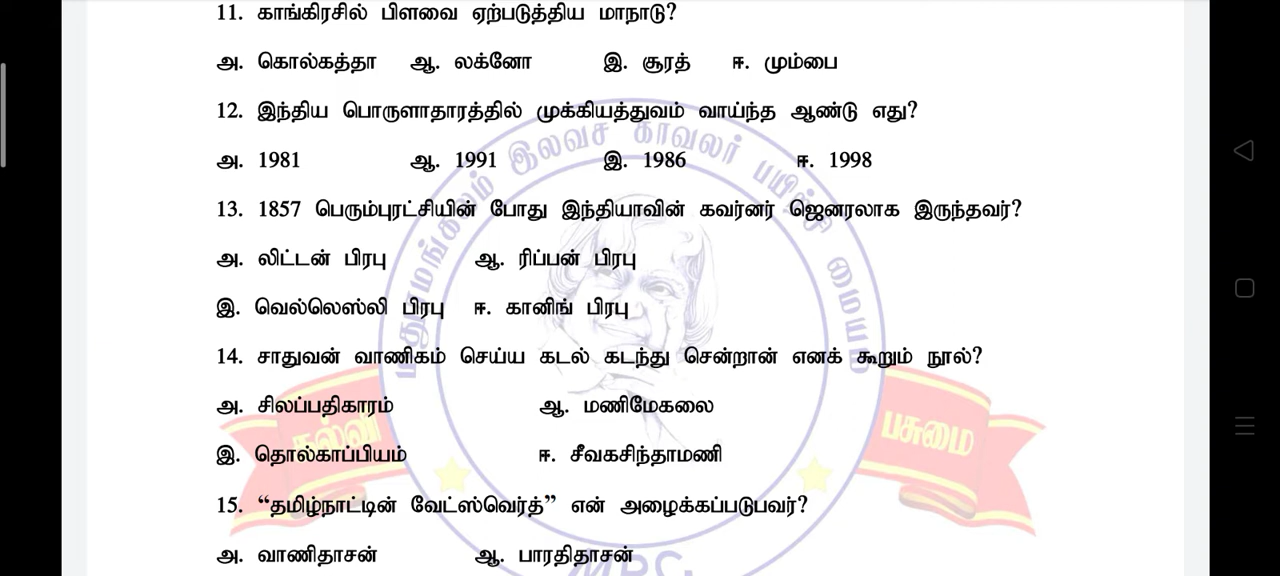 11. காங்கிரசில் பிளவை ஏற்படுத்திய மாநாடு?
அ. கொல்கத்தா ஆ. லக்னோ இ. சூரத் ஈ. மும்பை
12. இந்திய பொருளாதாரத்தில் முக்கியத்துவம் வாய்ந்த ஆண்டு எது?
அ. 1981 ஆ. 1991 இ. 1986 ஈ. 1998
13. 1857 பெரும்புரட்சியின் போது இந்தியாவின் கவர்னர் ஜெனரலாக இருந்தவர்?
அ. லிட்டன் பிரபு ஆ. ரிப்பன் பிரபு
இ. வெல்லெஸ்லி பிரபு ஈ. கானிங் பிரபு
14. சாதுவன் வாணிகம் செய்ய கடல் கடந்து சென்றான் எனக் கூறும் நூல்?
அ. சிலப்பதிகாரம் ஆ. மணிமேகலை
இ. தொல்காப்பியம் ஈ. சீவகசிந்தாமணி
15. “தமிழ்நாட்டின் வேட்ஸ்வெர்த்” என் அழைக்கப்படுபவர்?
அ. வாணிதாசன் ஆ. பாரதிதாசன்
இலவச காவலர் பயிற்சி மையம்
கல்வி
பசுமை